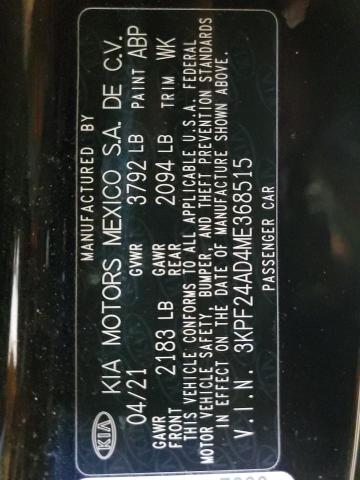 MANUFACTURED BY
KIA KIA MOTORS MEXICO S.A. DE C.V.
04/21 GVWR 3792 LB PAINT ABP
GAWR FRONT 2183 LB GAWR REAR 2094 LB TRIM WK
THIS VEHICLE CONFORMS TO ALL APPLICABLE U.S.A. FEDERAL
MOTOR VEHICLE SAFETY, BUMPER, AND THEFT PREVENTION STANDARDS
IN EFFECT ON THE DATE OF MANUFACTURE SHOWN ABOVE.
V.I.N. 3KPF24AD4ME368515
PASSENGER CAR